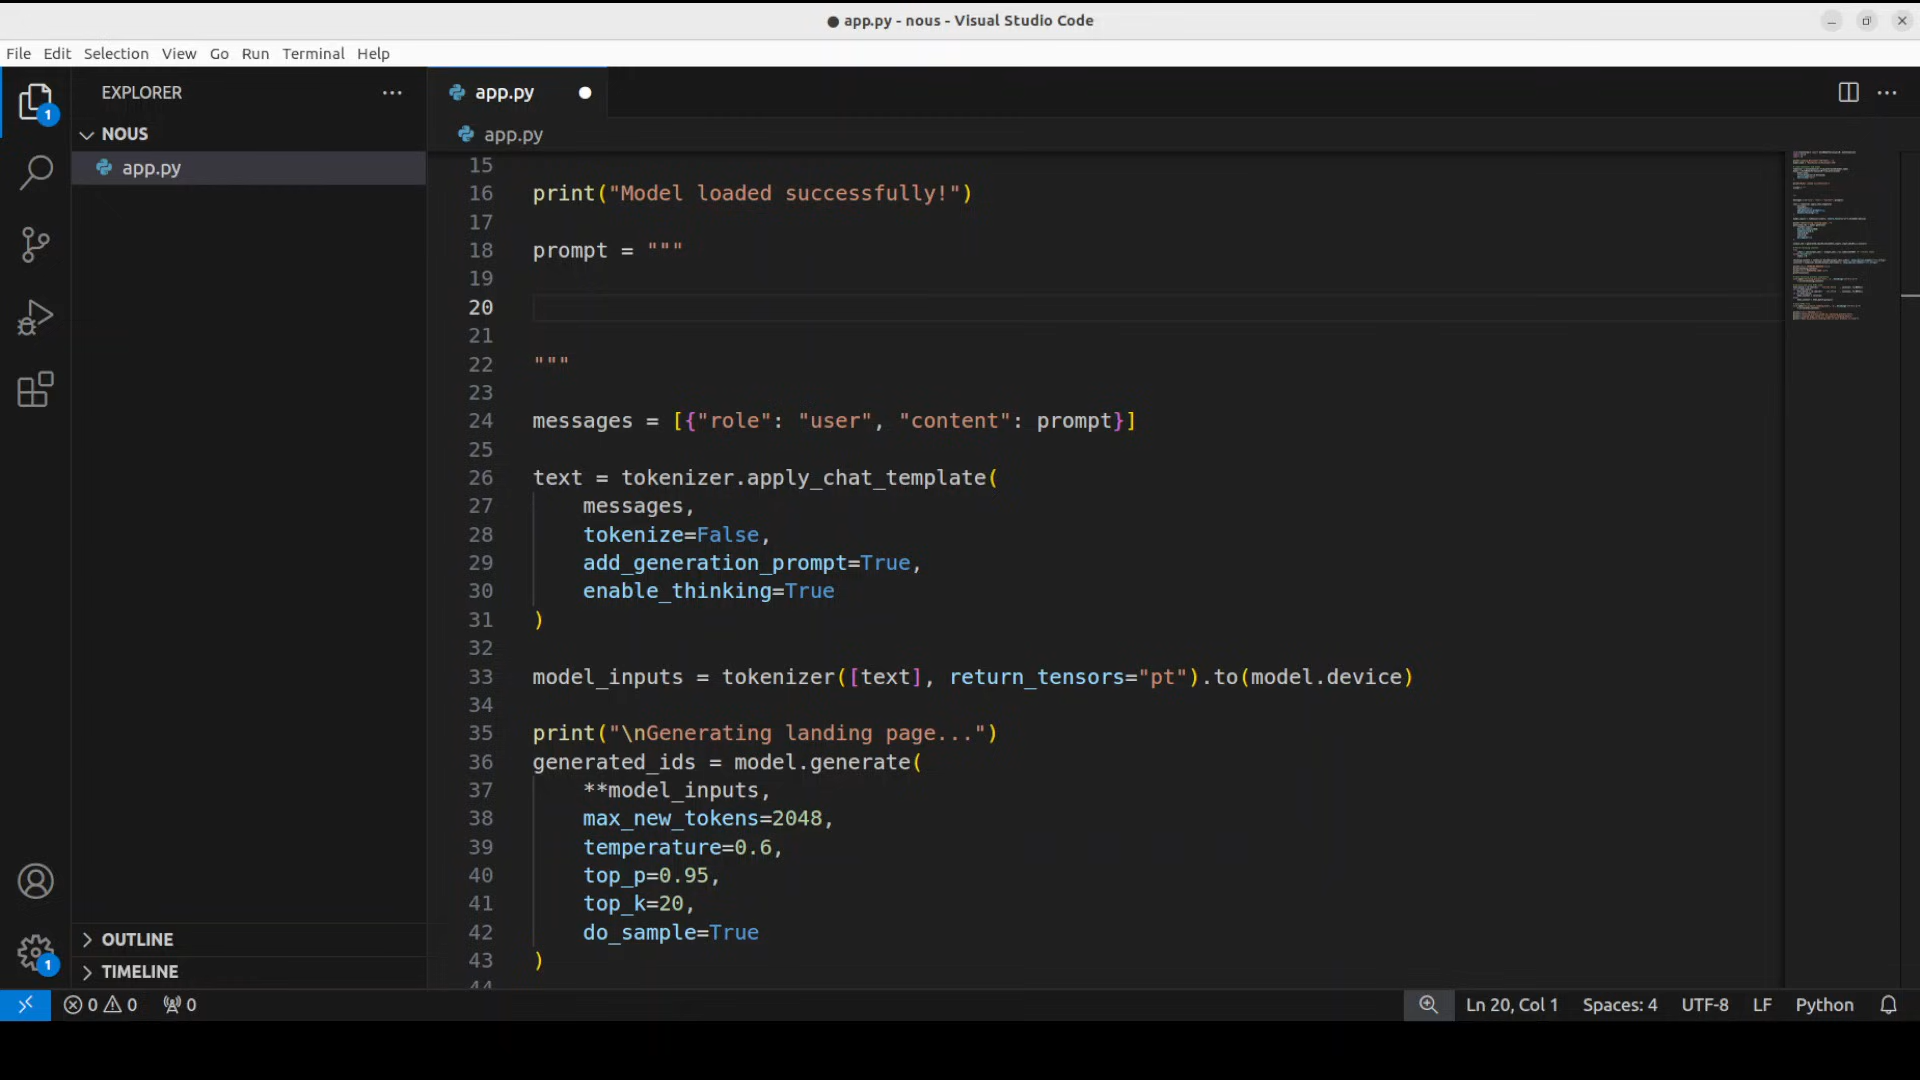 ● app.py - nous - Visual Studio Code
File Edit Selection View Go Run Terminal Help
EXPLORER
NOUS
app.py
OUTLINE
TIMELINE
1
1
app.py
app.py
15
16 print("Model loaded successfully!")
17
18 prompt = """
19
20
21
22 """
23
24 messages = [{"role": "user", "content": prompt}]
25
26 text = tokenizer.apply_chat_template(
27     messages,
28     tokenize=False,
29     add_generation_prompt=True,
30     enable_thinking=True
31 )
32
33 model_inputs = tokenizer([text], return_tensors="pt").to(model.device)
34
35 print("\nGenerating landing page...")
36 generated_ids = model.generate(
37     **model_inputs,
38     max_new_tokens=2048,
39     temperature=0.6,
40     top_p=0.95,
41     top_k=20,
42     do_sample=True
43 )
44
0 0 0 Ln 20, Col 1 Spaces: 4 UTF-8 LF Python